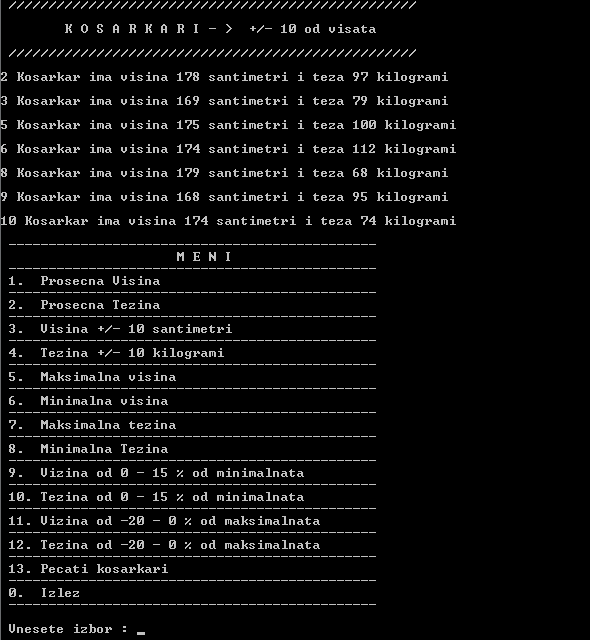 ///////////////////////////////////////////////////
K O S A R K A R I - >  +/- 10 od visata
///////////////////////////////////////////////////
2 Kosarkar ima visina 178 santimetri i teza 97 kilogrami
3 Kosarkar ima visina 169 santimetri i teza 79 kilogrami
5 Kosarkar ima visina 175 santimetri i teza 100 kilogrami
6 Kosarkar ima visina 174 santimetri i teza 112 kilogrami
8 Kosarkar ima visina 179 santimetri i teza 68 kilogrami
9 Kosarkar ima visina 168 santimetri i teza 95 kilogrami
10 Kosarkar ima visina 174 santimetri i teza 74 kilogrami
----------------------------------------------
M E N I
----------------------------------------------
1.  Prosecna Visina
----------------------------------------------
2.  Prosecna Tezina
----------------------------------------------
3.  Visina +/- 10 santimetri
----------------------------------------------
4.  Tezina +/- 10 kilogrami
----------------------------------------------
5.  Maksimalna visina
----------------------------------------------
6.  Minimalna visina
----------------------------------------------
7.  Maksimalna tezina
----------------------------------------------
8.  Minimalna Tezina
----------------------------------------------
9.  Vizina od 0 - 15 % od minimalnata
----------------------------------------------
10. Tezina od 0 - 15 % od minimalnata
----------------------------------------------
11. Vizina od -20 - 0 % od maksimalnata
----------------------------------------------
12. Tezina od -20 - 0 % od maksimalnata
----------------------------------------------
13. Pecati kosarkari
----------------------------------------------
0.  Izlez
----------------------------------------------
Vnesete izbor : _